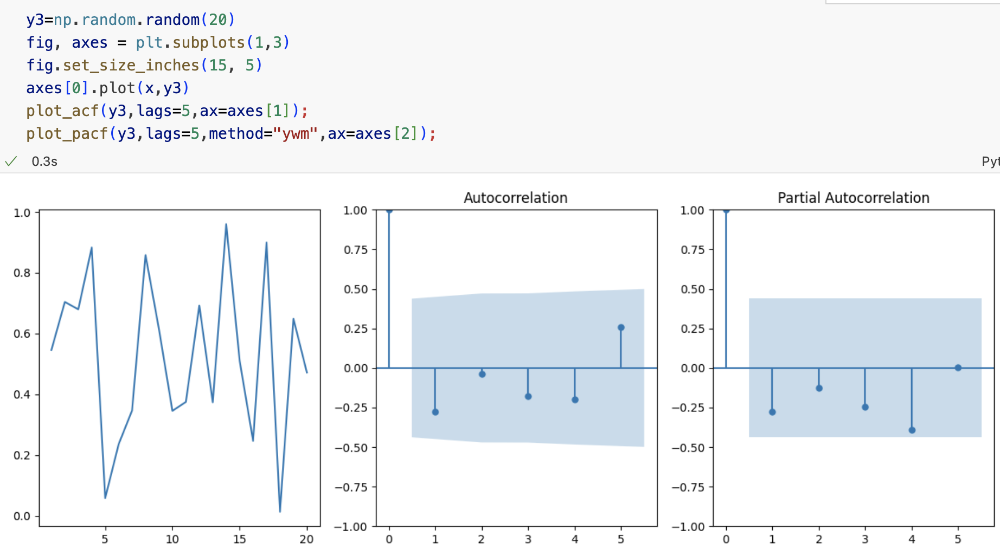 y3=np.random.random(20)
fig, axes = plt.subplots(1,3)
fig.set_size_inches(15, 5)
axes[0].plot(x,y3)
plot_acf(y3,lags=5,ax=axes[1]);
plot_pacf(y3,lags=5,method="ywm",ax=axes[2]);
0.3s
Pyt
1.0
0.8
0.6
0.4
0.2
0.0
5 10 15 20
Autocorrelation
1.00
0.75
0.50
0.25
0.00
−0.25
−0.50
−0.75
−1.00
0 1 2 3 4 5
Partial Autocorrelation
1.00
0.75
0.50
0.25
0.00
−0.25
−0.50
−0.75
−1.00
0 1 2 3 4 5